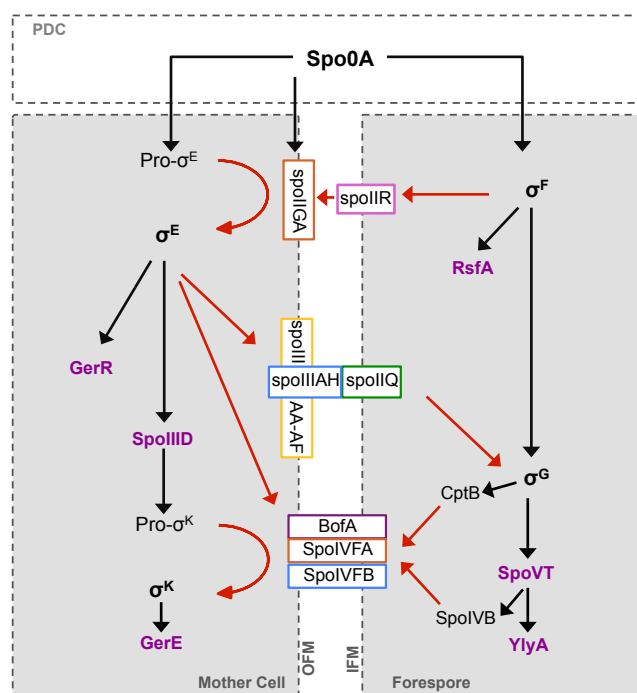 PDC
Spo0A
Pro-σᴱ
spoIIGA
spoIIR
σF
σᴱ
RsfA
spoIII
GerR
spoIIIAH
spoIIQ
AA-AF
SpoIIID
σG
CptB
Pro-σᴷ
BofA
SpoIVFA
SpoIVFB
SpoVT
σᴷ
SpoIVB
GerE
YlyA
OFM
IFM
Mother Cell
Forespore